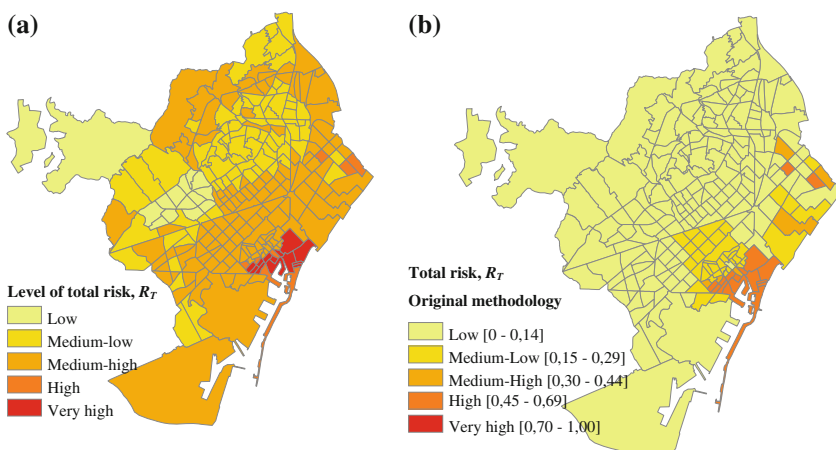 (a)
Level of total risk, R_T
Low
Medium-low
Medium-high
High
Very high
(b)
Total risk, R_T
Original methodology
Low [0 - 0,14]
Medium-Low [0,15 - 0,29]
Medium-High [0,30 - 0,44]
High [0,45 - 0,69]
Very high [0,70 - 1,00]